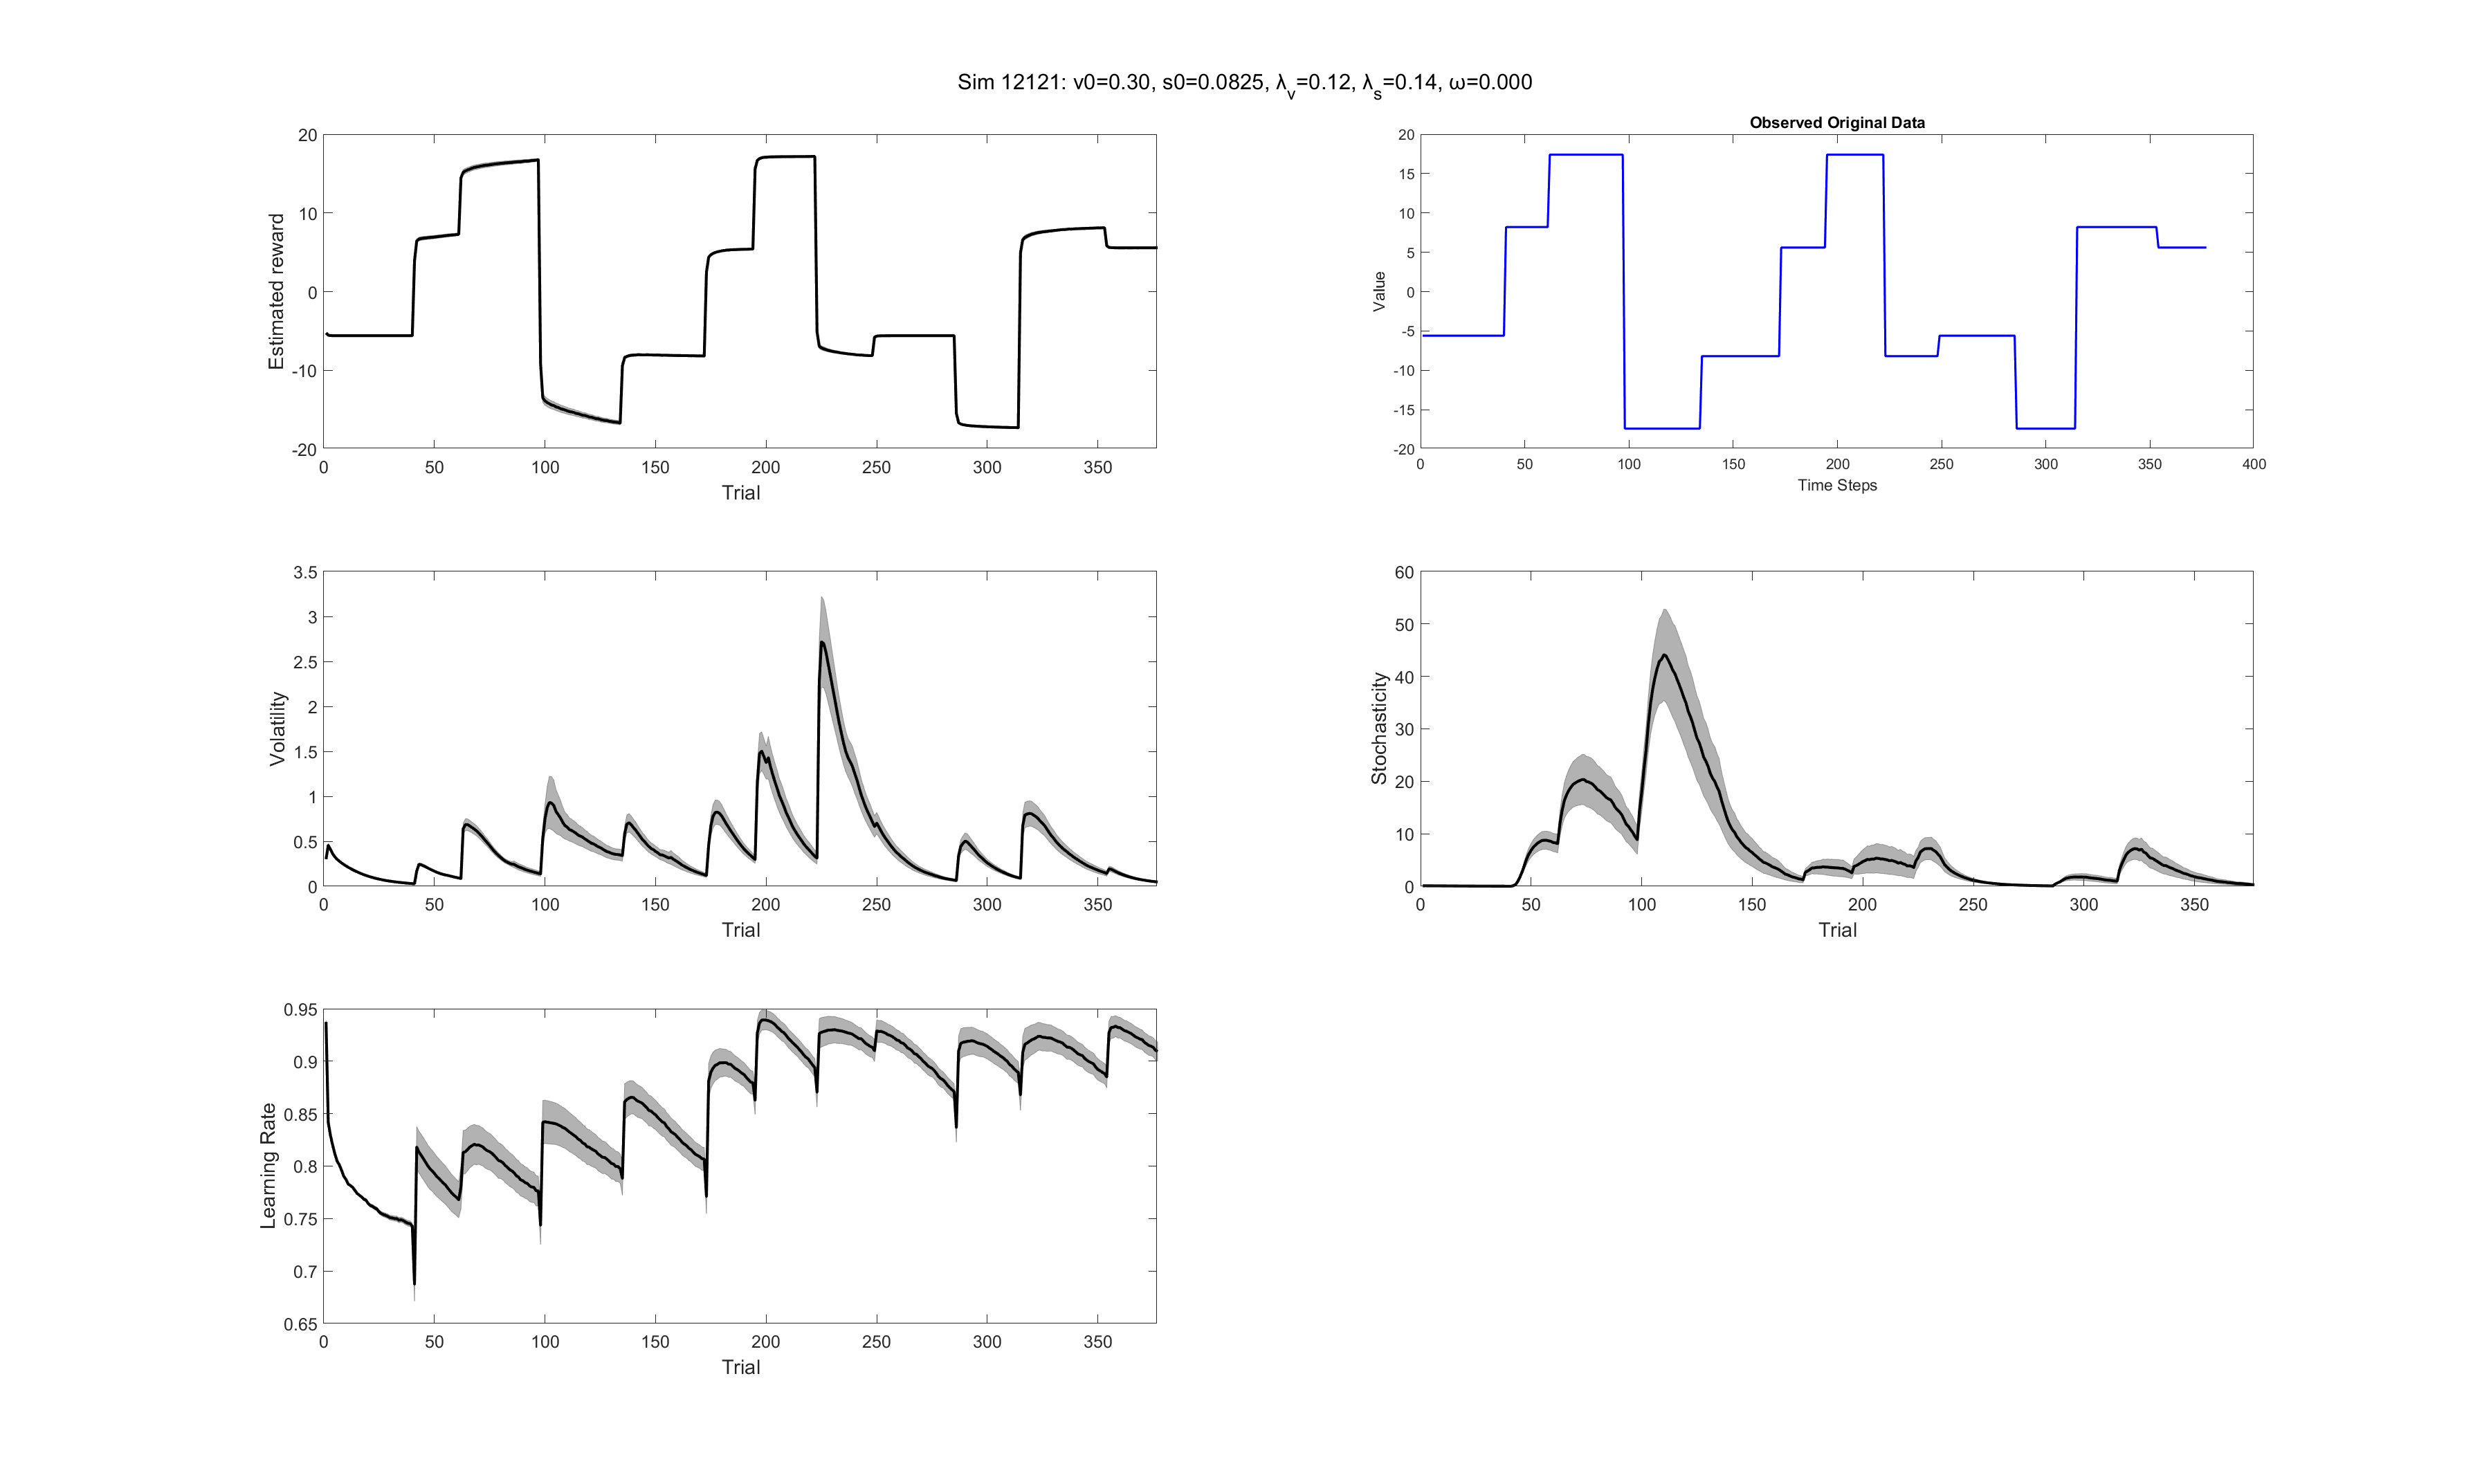 Sim 12121: v0=0.30, s0=0.0825, λv=0.12, λs=0.14, ω=0.000
20
10
0
-10
-20
Estimated reward
0 50 100 150 200 250 300 350
Trial
Observed Original Data
20
15
10
5
0
-5
-10
-15
-20
Value
0 50 100 150 200 250 300 350 400
Time Steps
3.5
3
2.5
2
1.5
1
0.5
0
Volatility
0 50 100 150 200 250 300 350
Trial
60
50
40
30
20
10
0
Stochasticity
0 50 100 150 200 250 300 350
Trial
0.95
0.9
0.85
0.8
0.75
0.7
0.65
Learning Rate
0 50 100 150 200 250 300 350
Trial